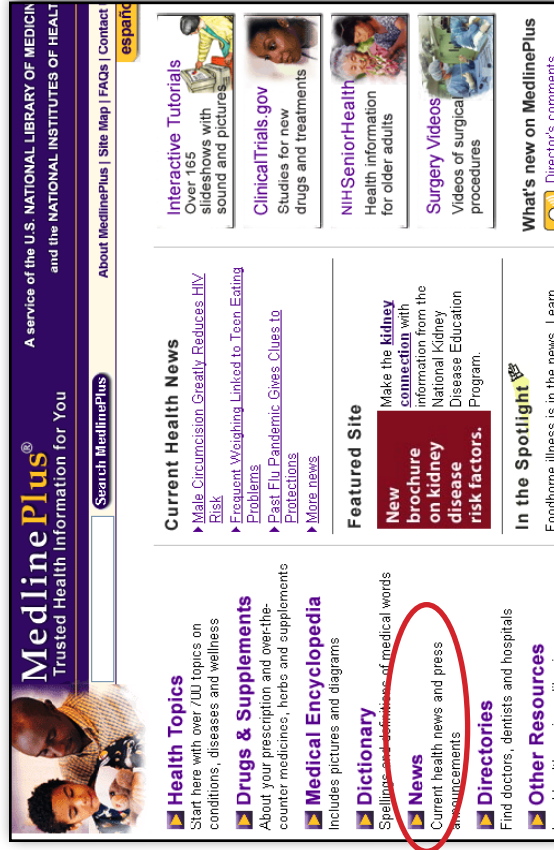 MedlinePlus®
Trusted Health Information for You
A service of the U.S. NATIONAL LIBRARY OF MEDICIN
and the NATIONAL INSTITUTES OF HEALT
Search MedlinePlus
About MedlinePlus | Site Map | FAQs | Contact
españo
Health Topics
Start here with over 700 topics on
conditions, diseases and wellness
Drugs & Supplements
About your prescription and over-the-
counter medicines, herbs and supplements
Medical Encyclopedia
Includes pictures and diagrams
Dictionary
Spellings and definitions of medical words
News
Current health news and press
announcements
Directories
Find doctors, dentists and hospitals
Other Resources
Current Health News
Male Circumcision Greatly Reduces HIV
Risk
Frequent Weighing Linked to Teen Eating
Problems
Past Flu Pandemic Gives Clues to
Protections
More news
Featured Site
New
brochure
on kidney
disease
risk factors.
Make the kidney
connection with
information from the
National Kidney
Disease Education
Program.
In the Spotlight
Foodborne illness is in the news. Learn
Interactive Tutorials
Over 165
slideshows with
sound and pictures
ClinicalTrials.gov
Studies for new
drugs and treatments
NIHSeniorHealth
Health information
for older adults
Surgery Videos
Videos of surgical
procedures
What's new on MedlinePlus
Director's comments